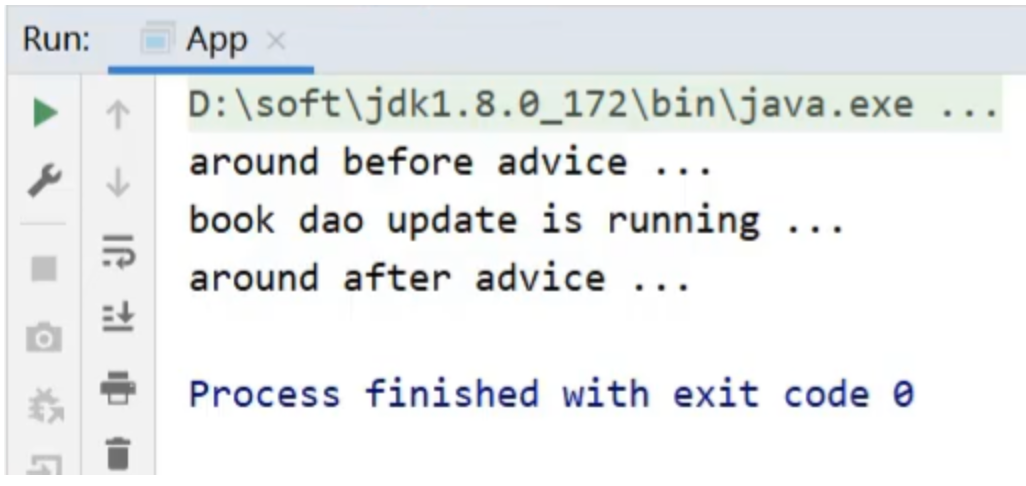 Run: App
D:\soft\jdk1.8.0_172\bin\java.exe ...
around before advice ...
book dao update is running ...
around after advice ...
Process finished with exit code 0